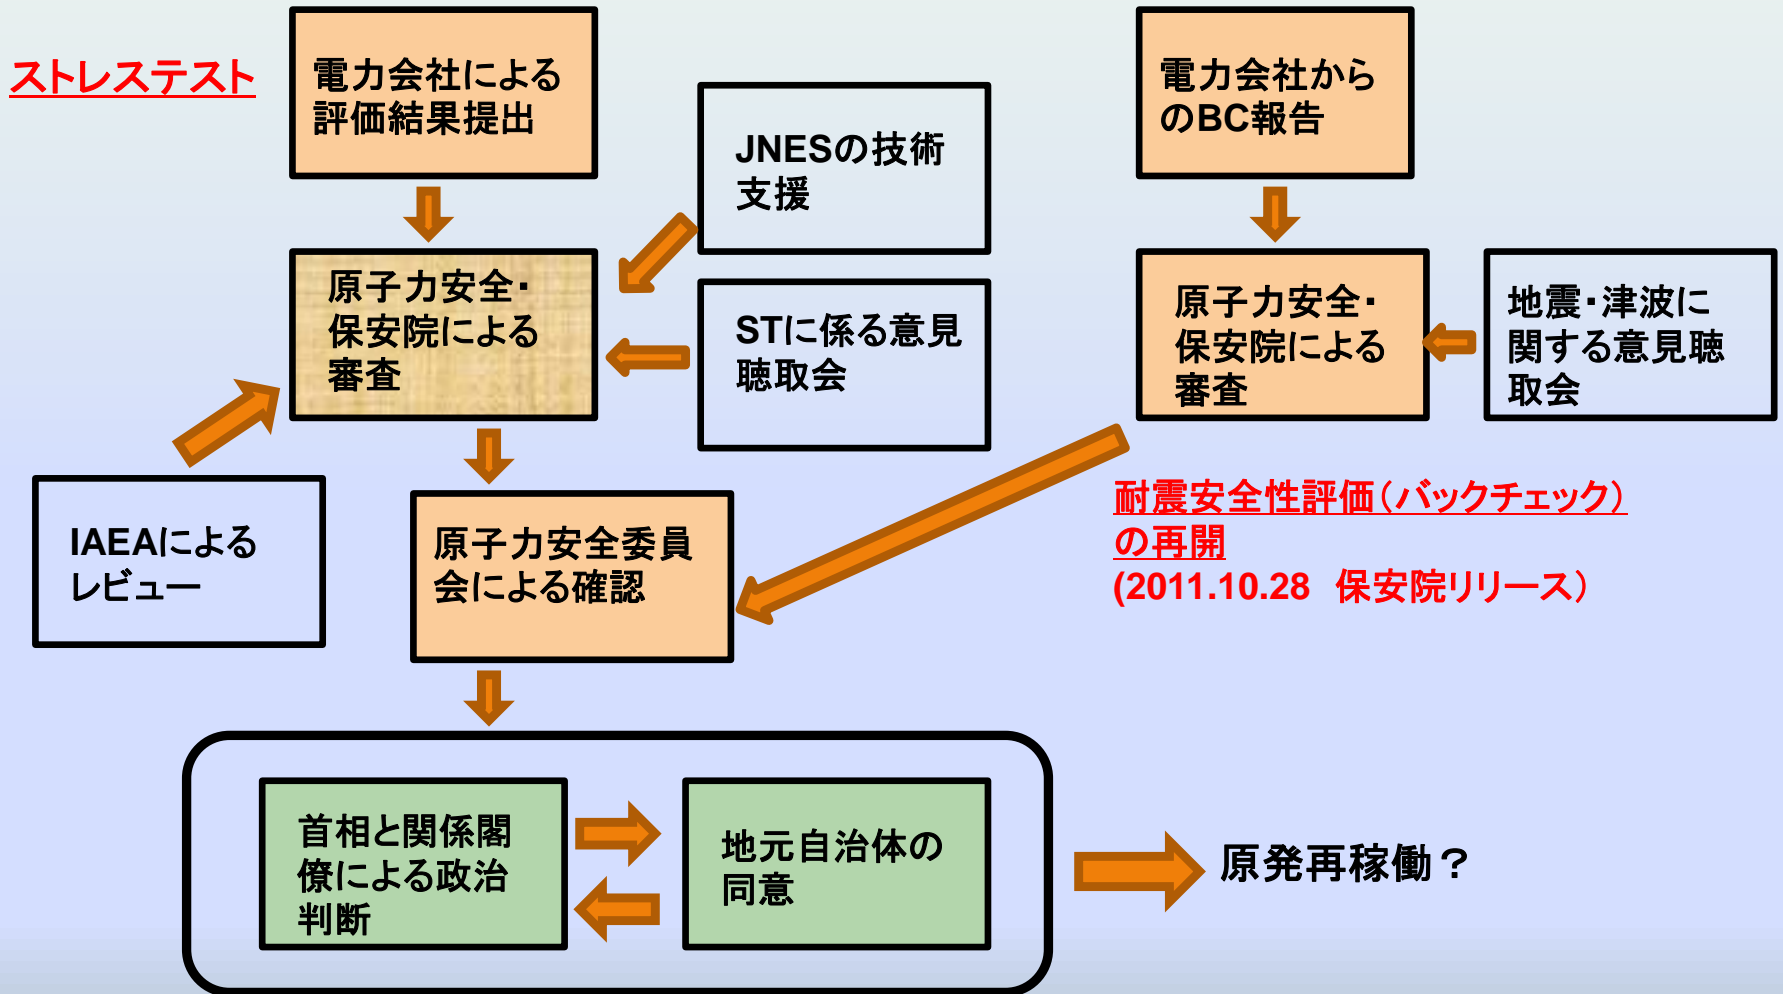 ストレステスト
電力会社による
評価結果提出
JNESの技術
支援
電力会社から
のBC報告
原子力安全・
保安院による
審査
STに係る意見
聴取会
原子力安全・
保安院による
審査
地震・津波に
関する意見聴
取会
IAEAによる
レビュー
原子力安全委員
会による確認
耐震安全性評価（バックチェック）
の再開
(2011.10.28　保安院リリース）
首相と関係閣
僚による政治
判断
地元自治体の
同意
原発再稼働？